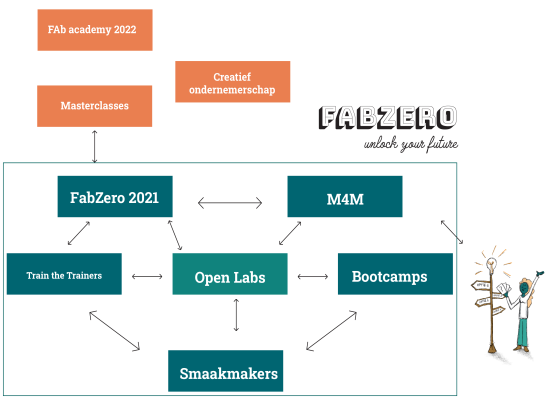 FAb academy 2022
Creatief
ondernemerschap
Masterclasses
FABZERO
unlock your future
FabZero 2021
M4M
Train the Trainers
Open Labs
Bootcamps
Smaakmakers